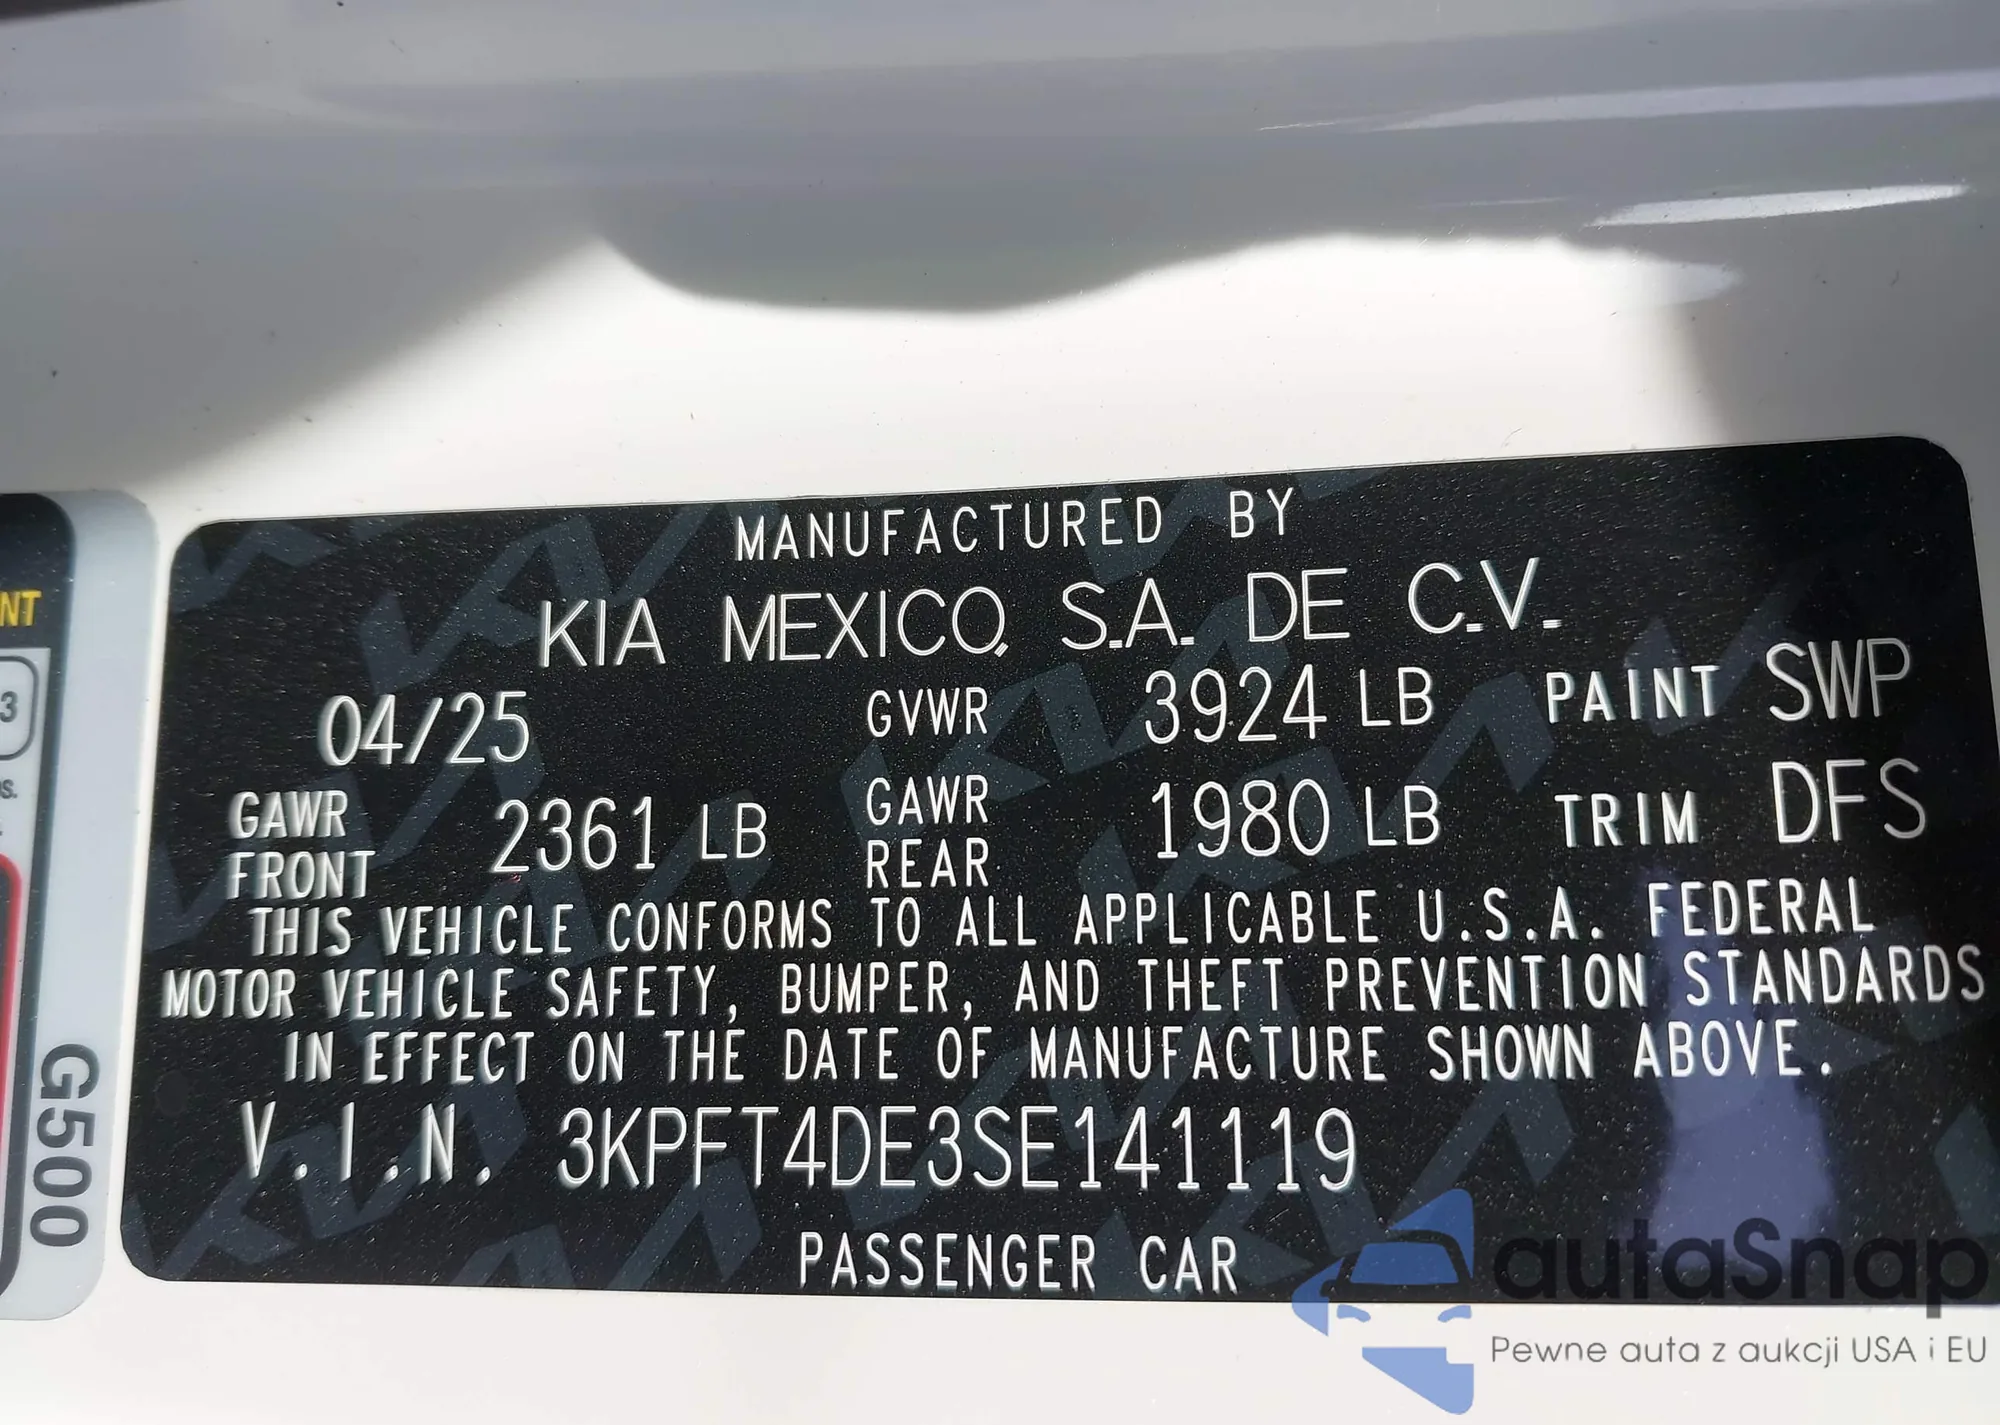 MANUFACTURED BY
KIA MEXICO, S.A. DE C.V.
04/25 GVWR 3924 LB PAINT SWP
GAWR FRONT 2361 LB GAWR REAR 1980 LB TRIM DFS
THIS VEHICLE CONFORMS TO ALL APPLICABLE U.S.A. FEDERAL
MOTOR VEHICLE SAFETY, BUMPER, AND THEFT PREVENTION STANDARDS
IN EFFECT ON THE DATE OF MANUFACTURE SHOWN ABOVE.
V.I.N. 3KPFT4DE3SE141119
PASSENGER CAR
G500
3
autaSnap
Pewne auta z aukcji USA i EU